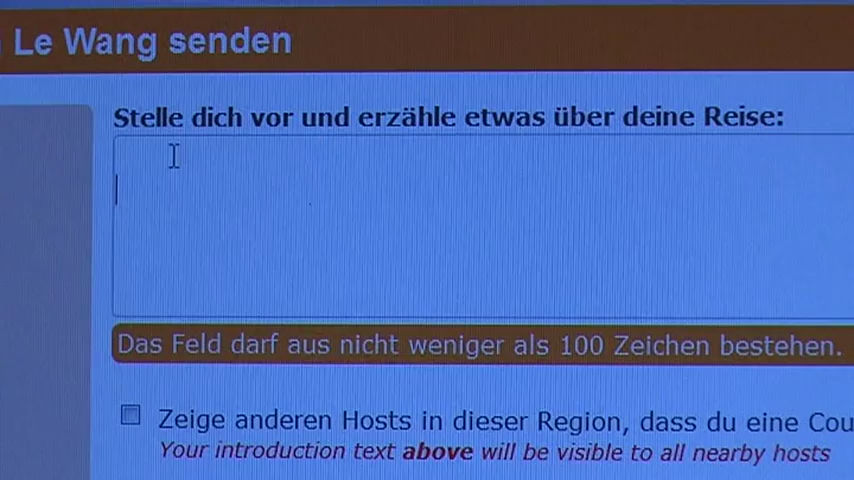 Le Wang senden
Stelle dich vor und erzähle etwas über deine Reise:
Das Feld darf aus nicht weniger als 100 Zeichen bestehen.
Zeige anderen Hosts in dieser Region, dass du eine Cou
Your introduction text above will be visible to all nearby hosts